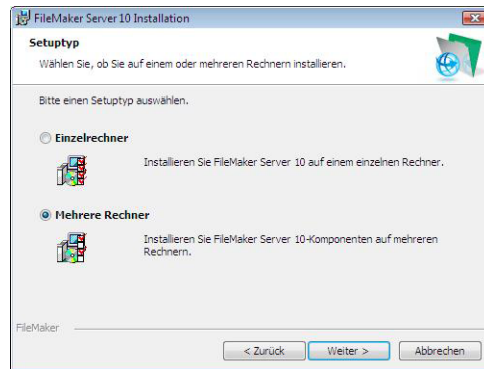 FileMaker Server 10 Installation
Setuptyp
Wählen Sie, ob Sie auf einem oder mehreren Rechnern installieren.
Bitte einen Setuptyp auswählen.
Einzelrechner
Installieren Sie FileMaker Server 10 auf einem einzelnen Rechner.
Mehrere Rechner
Installieren Sie FileMaker Server 10-Komponenten auf mehreren
Rechnern.
FileMaker
< Zurück Weiter > Abbrechen